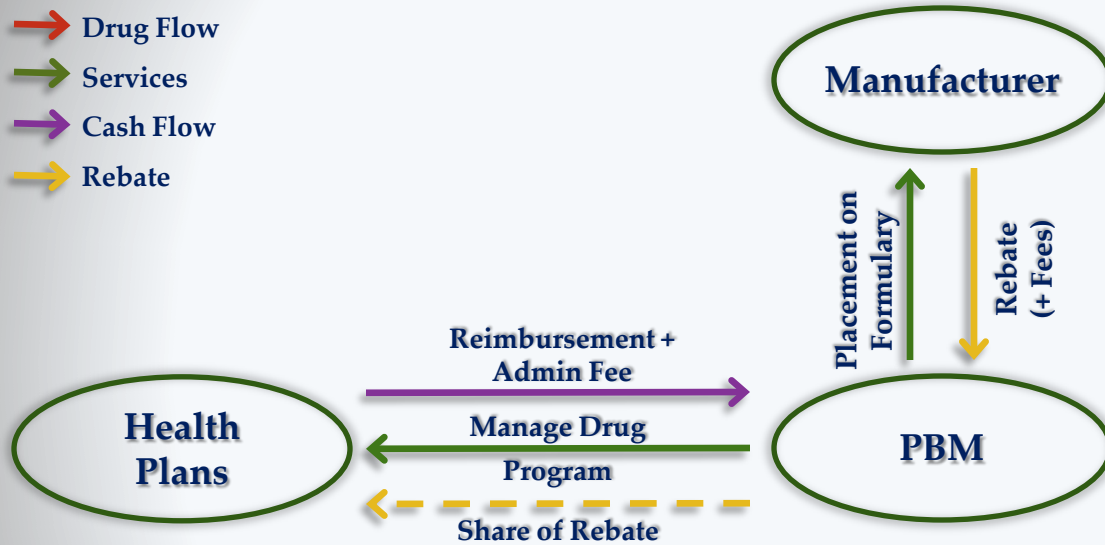 Drug Flow
Services
Cash Flow
Rebate
Manufacturer
Placement on
Formulary
Rebate
(+ Fees)
Reimbursement +
Admin Fee
Manage Drug
Program
Share of Rebate
Health
Plans
PBM